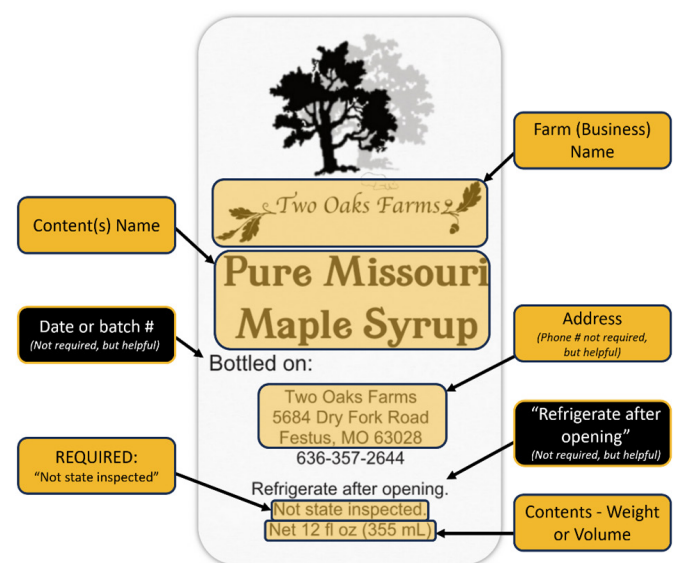 Farm (Business)
Name
Two Oaks Farms
Content(s) Name
Pure Missouri
Maple Syrup
Date or batch #
(Not required, but helpful)
Address
(Phone # not required,
but helpful)
Bottled on:
Two Oaks Farms
5684 Dry Fork Road
Festus, MO 63028
636-357-2644
“Refrigerate after
opening”
(Not required, but helpful)
REQUIRED:
“Not state inspected”
Refrigerate after opening.
Not state inspected.
Net 12 fl oz (355 mL)
Contents - Weight
or Volume